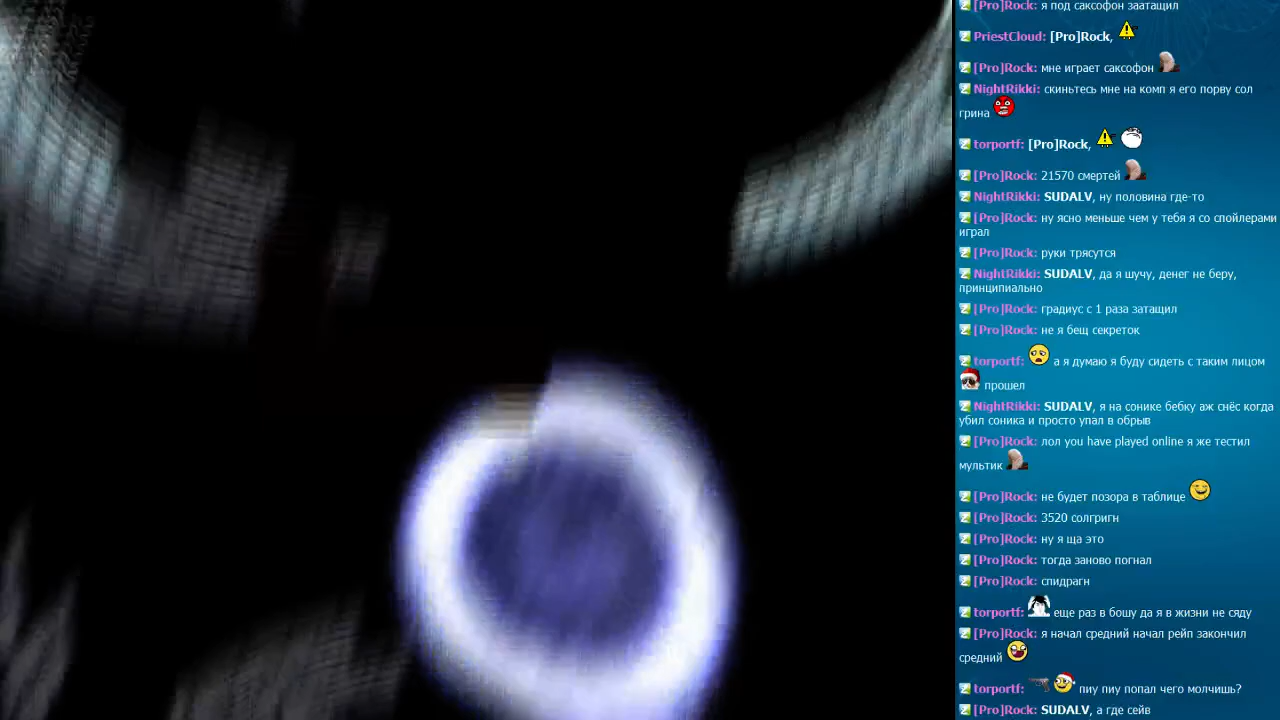 [Pro]Rock: я под саксофон заатащил
PriestCloud: [Pro]Rock,
[Pro]Rock: мне играет саксофон
NightRikki: скиньтесь мне на комп я его порву сол
грина
torportf: [Pro]Rock,
[Pro]Rock: 21570 смертей
NightRikki: SUDALV, ну половина где-то
[Pro]Rock: ну ясно меньше чем у тебя я со спойлерами
играл
[Pro]Rock: руки трясутся
NightRikki: SUDALV, да я шучу, денег не беру,
принципиально
[Pro]Rock: градиус с 1 раза затащил
[Pro]Rock: не я бещ секреток
torportf: а я думаю я буду сидеть с таким лицом
прошел
NightRikki: SUDALV, я на сонике бебку аж снёс когда
убил соника и просто упал в обрыв
[Pro]Rock: лол you have played online я же тестил
мультик
[Pro]Rock: не будет позора в таблице
[Pro]Rock: 3520 солгригн
[Pro]Rock: ну я ща это
[Pro]Rock: тогда заново погнал
[Pro]Rock: спидрагн
torportf: еще раз в бошу да я в жизни не сяду
[Pro]Rock: я начал средний начал рейп закончил
средний
torportf: пиу пиу попал чего молчишь?
[Pro]Rock: SUDALV, а где сейв